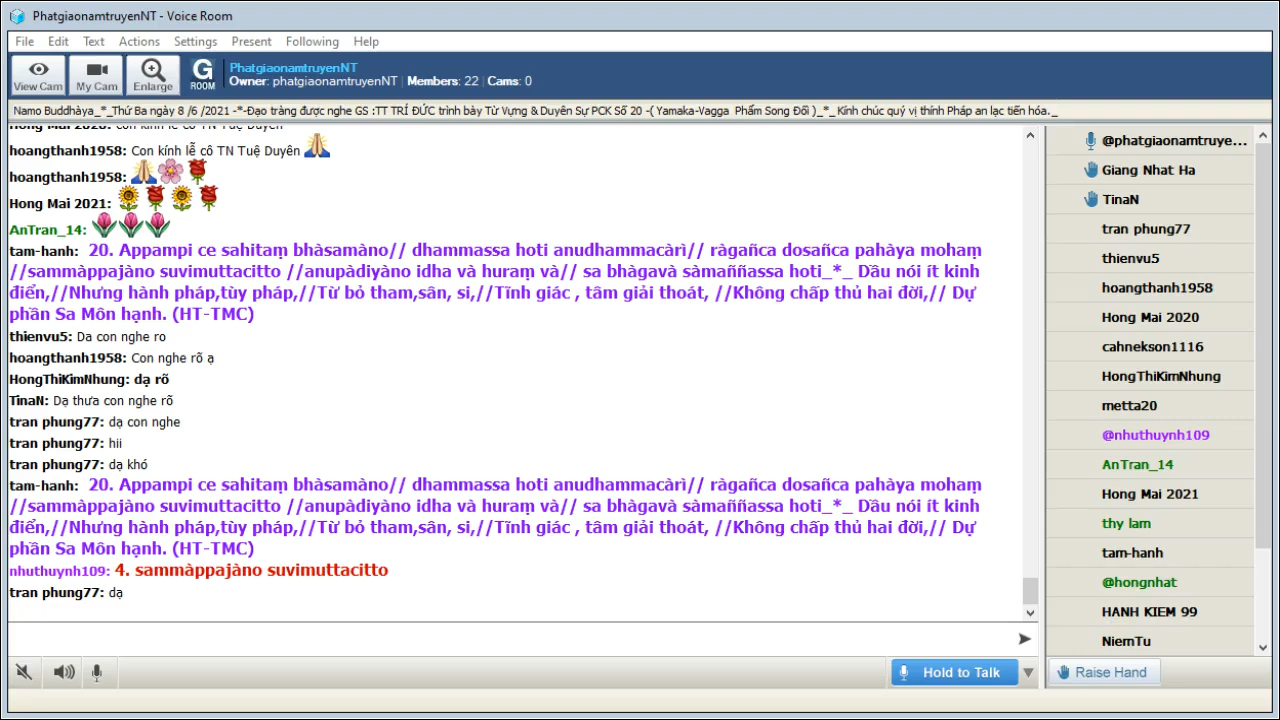 PhatgiaonamtruyenNT - Voice Room
File Edit Text Actions Settings Present Following Help
View Cam My Cam Enlarge G ROOM
PhatgiaonamtruyenNT
Owner: phatgiaonamtruyenNT | Members: 22 | Cams: 0
Namo Buddhàya_*_Thứ Ba ngày 8 /6 /2021 -*-Đạo tràng được nghe GS :TT TRÍ ĐỨC trình bày Từ Vựng & Duyên Sự PCK Số 20 -( Yamaka-Vagga Phẩm Song Đối )_*_ Kính chúc quý vị thính Pháp an lạc tiến hóa._
Hong Mai 2020: con kính lễ cô TN Tuệ Duyên
hoangthanh1958: Con kính lễ cô TN Tuệ Duyên
hoangthanh1958:
Hong Mai 2021:
AnTran_14:
tam-hanh: 20. Appampi ce sahitaṃ bhàsamàno// dhammassa hoti anudhammacàrì// ràgañca dosañca pahàya mohaṃ
//sammàppajàno suvimuttacitto //anupàdiyàno idha và huraṃ và// sa bhàgavà sàmaññassa hoti_*_ Dầu nói ít kinh
điển,//Nhưng hành pháp,tùy pháp,//Từ bỏ tham,sân, si,//Tĩnh giác , tâm giải thoát, //Không chấp thủ hai đời,// Dự
phần Sa Môn hạnh. (HT-TMC)
thienvu5: Da con nghe ro
hoangthanh1958: Con nghe rõ ạ
HongThiKimNhung: dạ rõ
TinaN: Dạ thưa con nghe rõ
tran phung77: dạ con nghe
tran phung77: hii
tran phung77: dạ khó
tam-hanh: 20. Appampi ce sahitaṃ bhàsamàno// dhammassa hoti anudhammacàrì// ràgañca dosañca pahàya mohaṃ
//sammàppajàno suvimuttacitto //anupàdiyàno idha và huraṃ và// sa bhàgavà sàmaññassa hoti_*_ Dầu nói ít kinh
điển,//Nhưng hành pháp,tùy pháp,//Từ bỏ tham,sân, si,//Tĩnh giác , tâm giải thoát, //Không chấp thủ hai đời,// Dự
phần Sa Môn hạnh. (HT-TMC)
nhuthuynh109: 4. sammàppajàno suvimuttacitto
tran phung77: dạ
@phatgiaonamtruye...
Giang Nhat Ha
TinaN
tran phung77
thienvu5
hoangthanh1958
Hong Mai 2020
cahnekson1116
HongThiKimNhung
metta20
@nhuthuynh109
AnTran_14
Hong Mai 2021
thy lam
tam-hanh
@hongnhat
HANH KIEM 99
NiemTu
Hold to Talk
Raise Hand